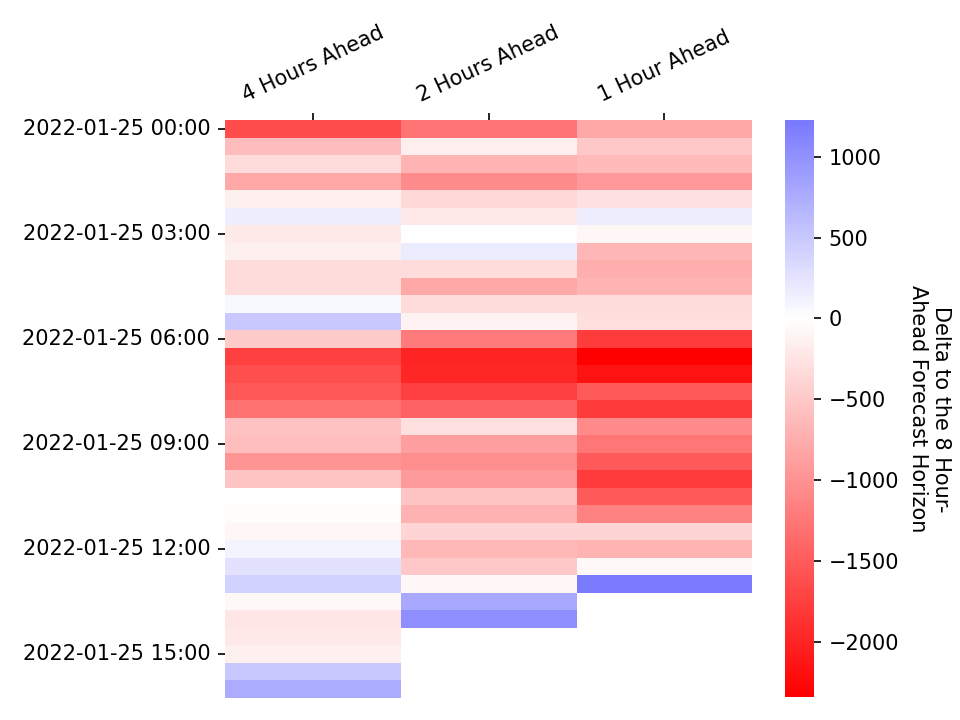 4 Hours Ahead
2 Hours Ahead
1 Hour Ahead
2022-01-25 00:00
2022-01-25 03:00
2022-01-25 06:00
2022-01-25 09:00
2022-01-25 12:00
2022-01-25 15:00
1000
500
0
−500
−1000
−1500
−2000
Delta to the 8 Hour-
Ahead Forecast Horizon